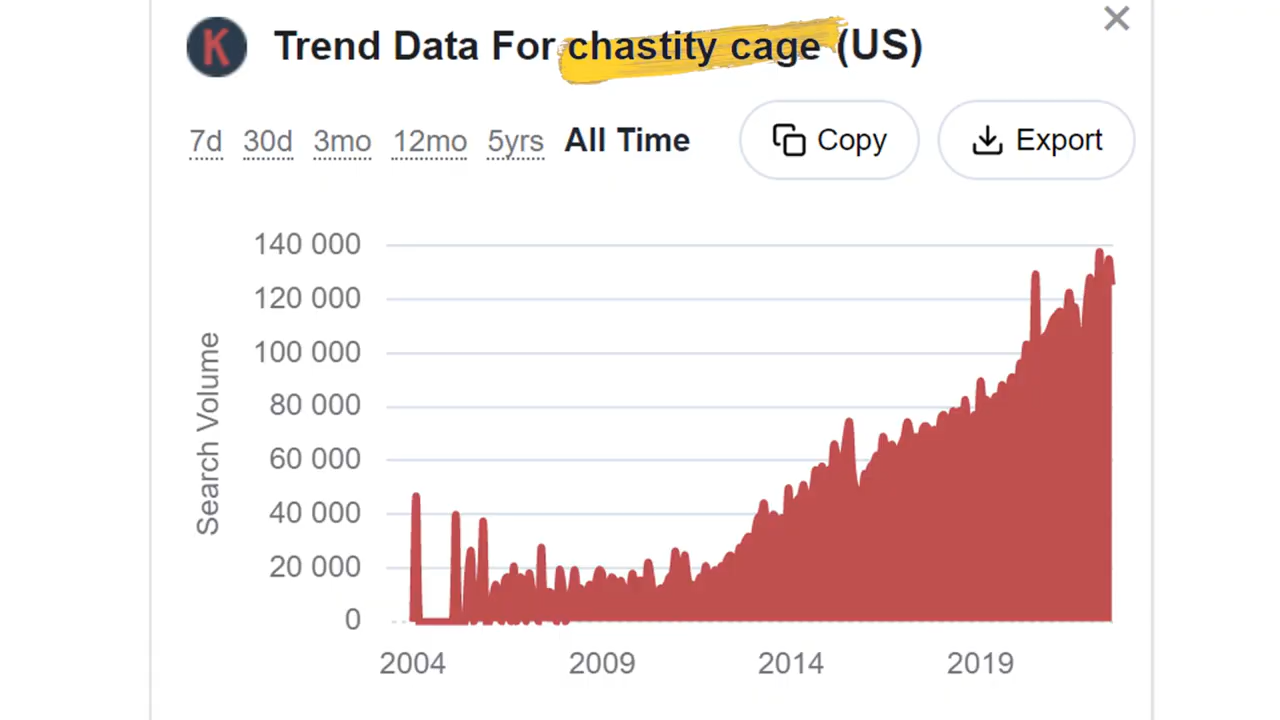 K Trend Data For chastity cage (US)
7d 30d 3mo 12mo 5yrs All Time Copy Export
Search Volume
140 000
120 000
100 000
80 000
60 000
40 000
20 000
0
2004 2009 2014 2019